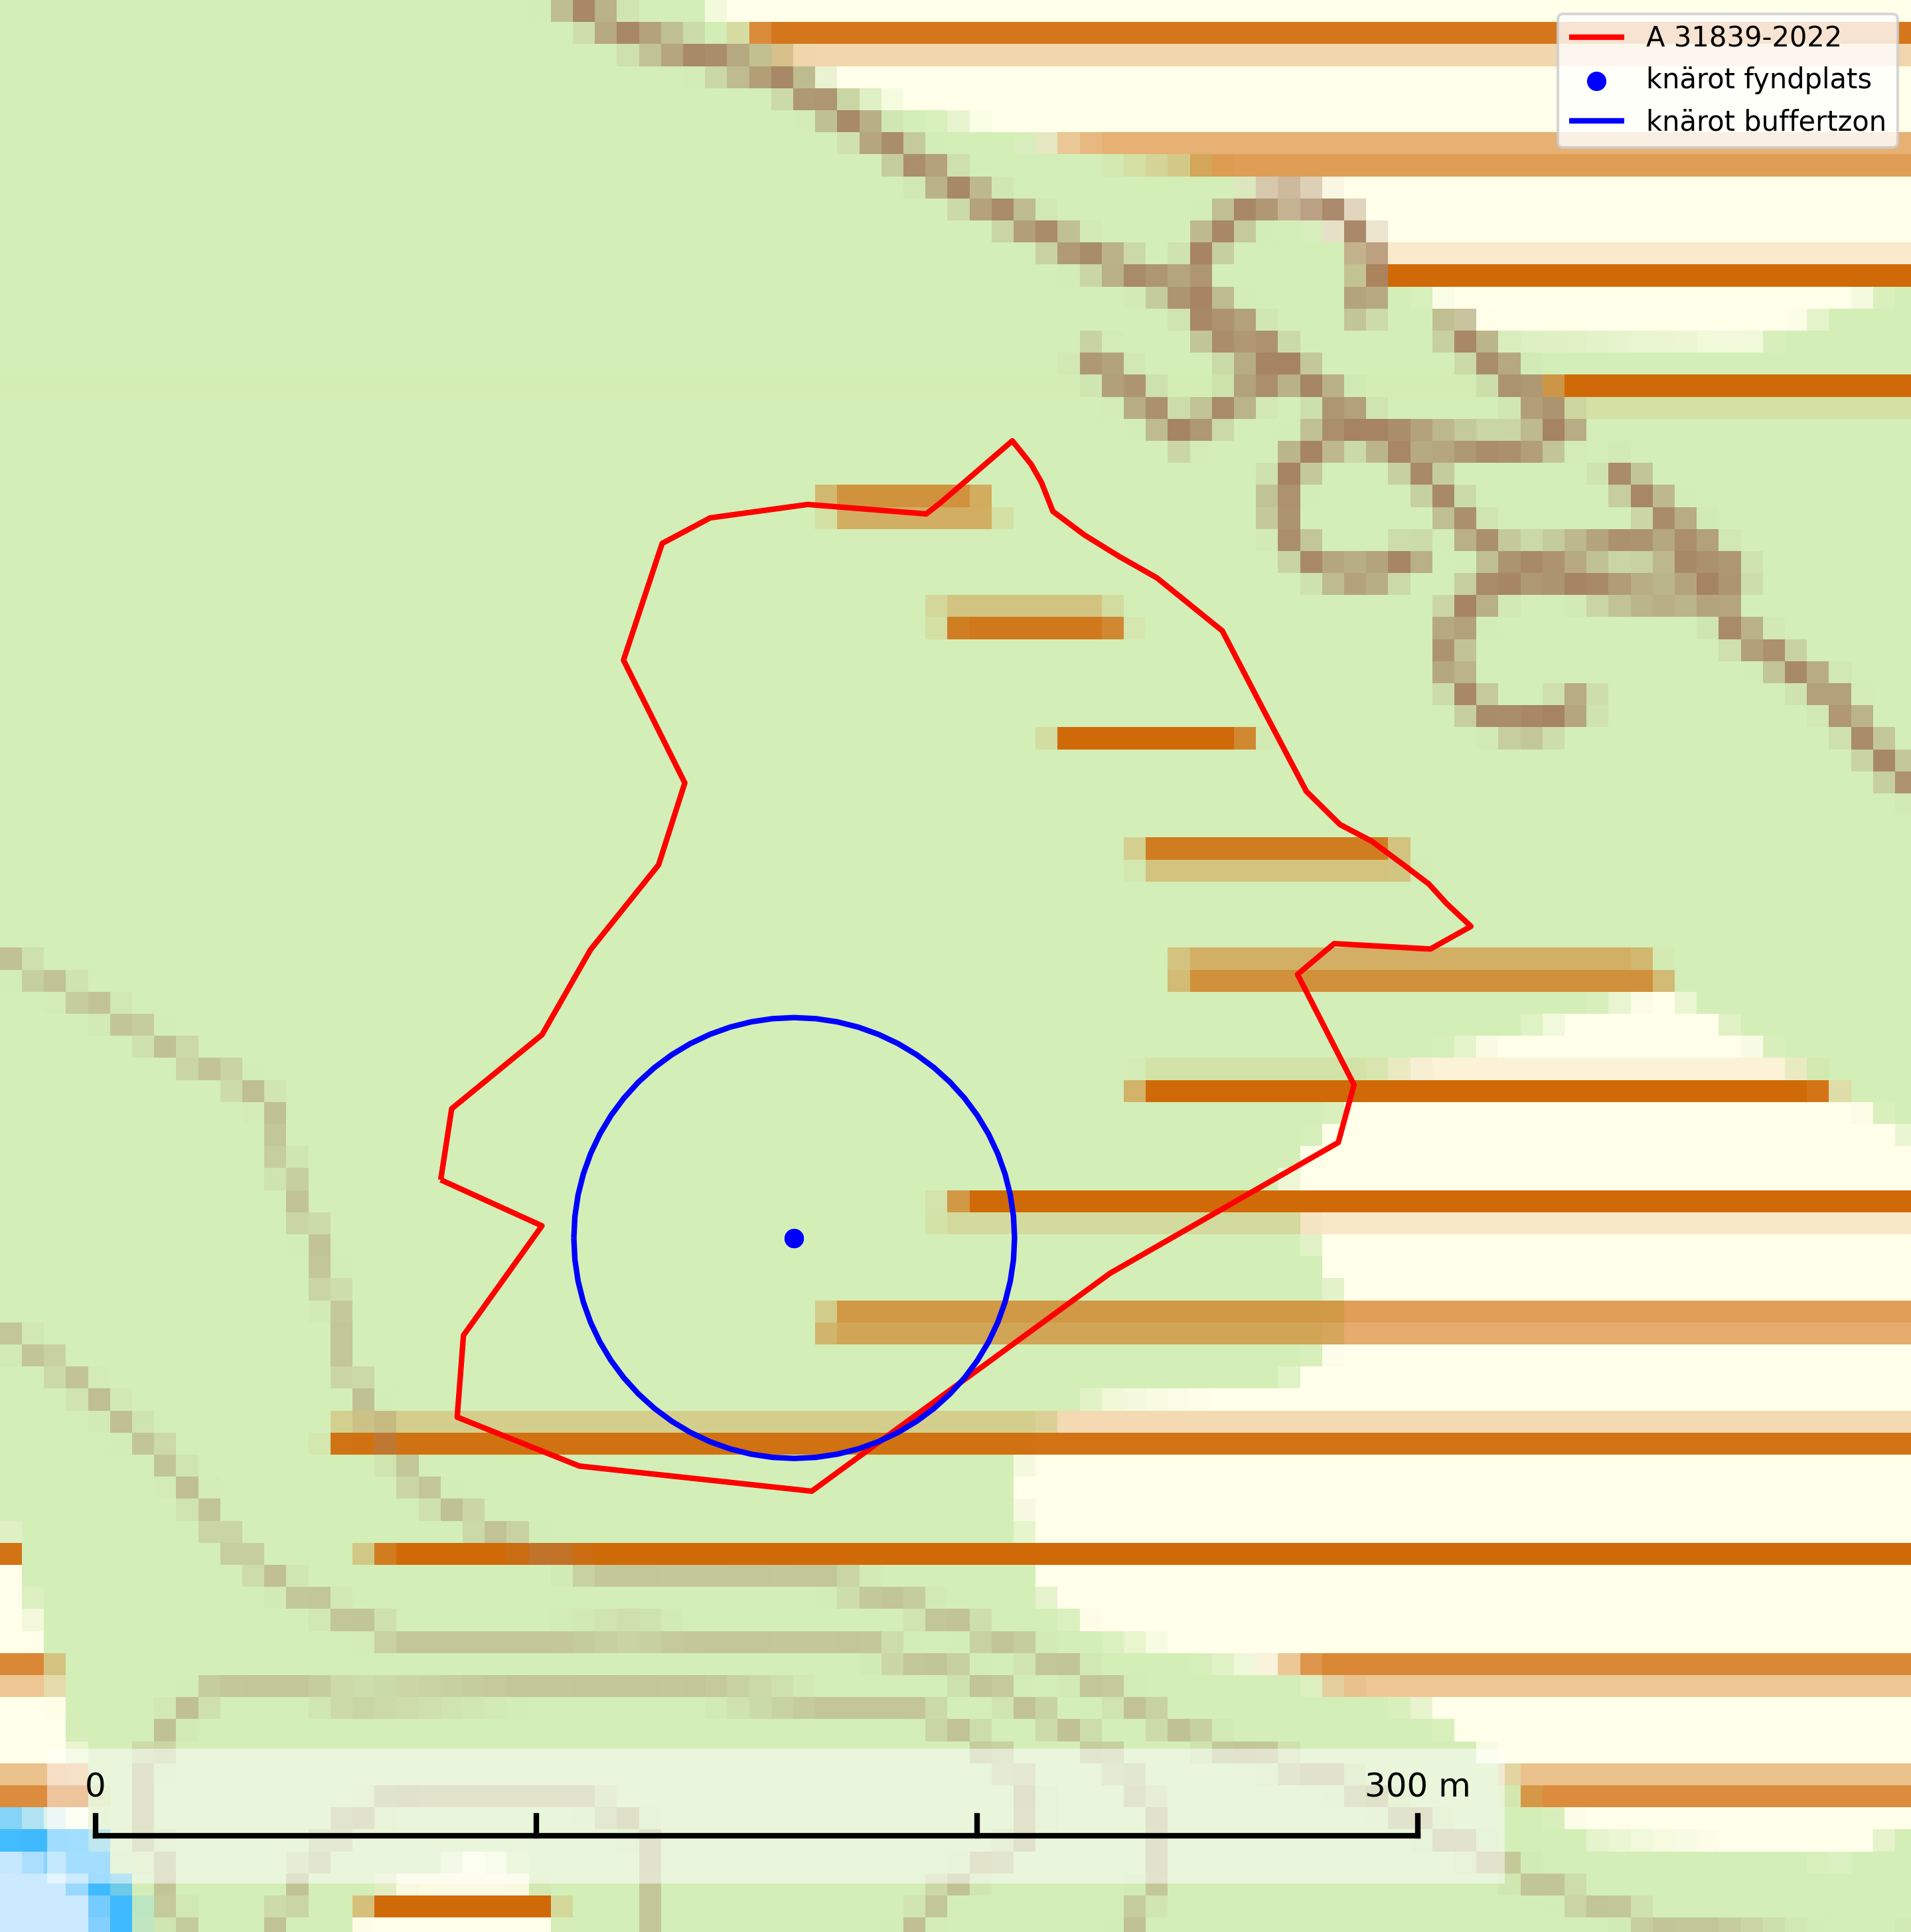 A 31839-2022
knärot fyndplats
knärot buffertzon
0
300 m